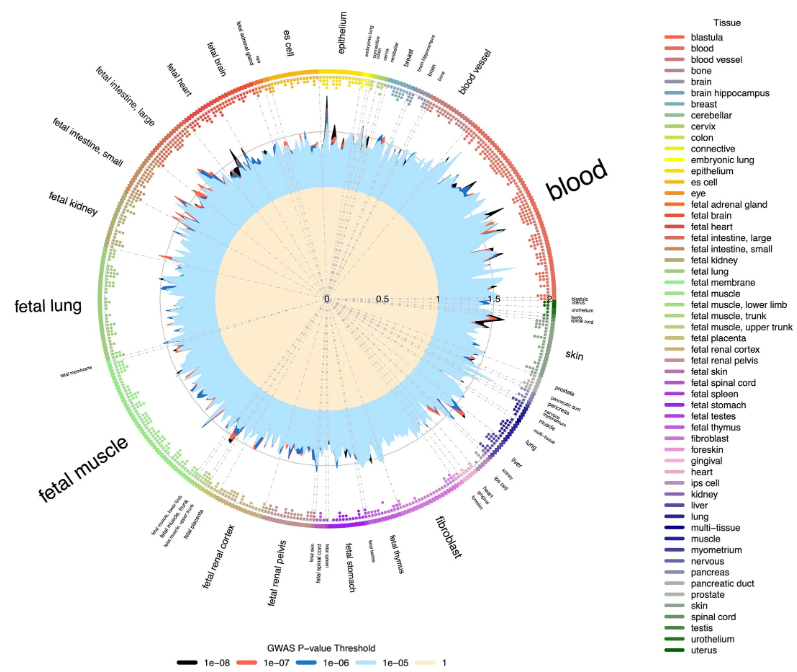 epithelium
es cell
embryonic lung
connective
colon
cervix
cerebellar
breast
brain hippocampus
brain
bone
blood vessel
eye
fetal adrenal gland
fetal brain
fetal heart
fetal intestine, large
fetal intestine, small
fetal kidney
fetal lung
fetal membrane
fetal muscle
fetal muscle, lower limb
fetal muscle, trunk
fetal muscle, upper trunk
fetal placenta
fetal renal cortex
fetal renal pelvis
fetal skin
fetal spinal cord
fetal stomach
fetal testes
fetal thymus
fibroblast
foreskin
gingival
heart
ips cell
kidney
liver
lung
multi-tissue
muscle
myometrium
nervous
pancreas
pancreatic duct
prostate
skin
spinal cord
testis
urothelium
uterus
blastula
blood
0 0.5 1 1.5 2
Tissue
blastula
blood
blood vessel
bone
brain
brain hippocampus
breast
cerebellar
cervix
colon
connective
embryonic lung
epithelium
es cell
eye
fetal adrenal gland
fetal brain
fetal heart
fetal intestine, large
fetal intestine, small
fetal kidney
fetal lung
fetal membrane
fetal muscle
fetal muscle, lower limb
fetal muscle, trunk
fetal muscle, upper trunk
fetal placenta
fetal renal cortex
fetal renal pelvis
fetal skin
fetal spinal cord
fetal spleen
fetal stomach
fetal testes
fetal thymus
fibroblast
foreskin
gingival
heart
ips cell
kidney
liver
lung
multi-tissue
muscle
myometrium
nervous
pancreas
pancreatic duct
prostate
skin
spinal cord
testis
urothelium
uterus
GWAS P-value Threshold
1e-08 1e-07 1e-06 1e-05 1